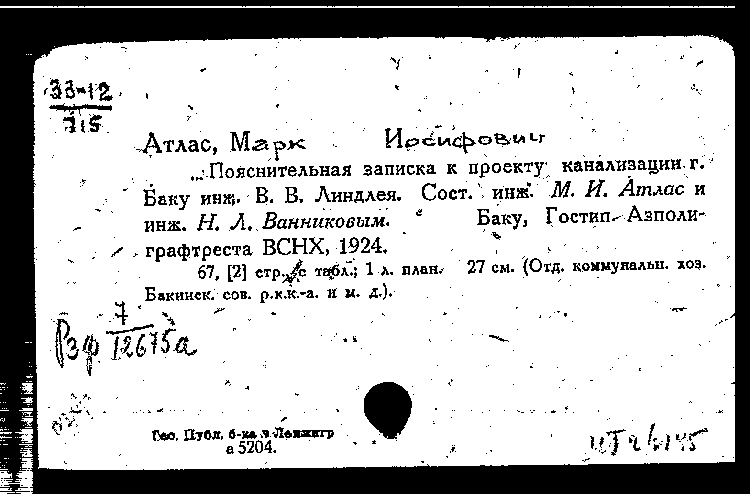 33-12
715
Атлас, Марк Иосифович
Пояснительная записка к проекту канализации г.
Баку инж. В. В. Линдлея. Сост. инж. М. И. Атлас и
инж. Н. Л. Ванниковым. Баку, Гостип. Азполи-
графтреста ВСНХ, 1924.
67, [2] стр. с табл.; 1 л. план. 27 см. (Отд. коммунальн. хоз.
Бакинск. сов. р.к.к.-а. и м. д.).
Рзф 7
12675а
Гос. Публ. б-ка в Ленингр
в 5204.